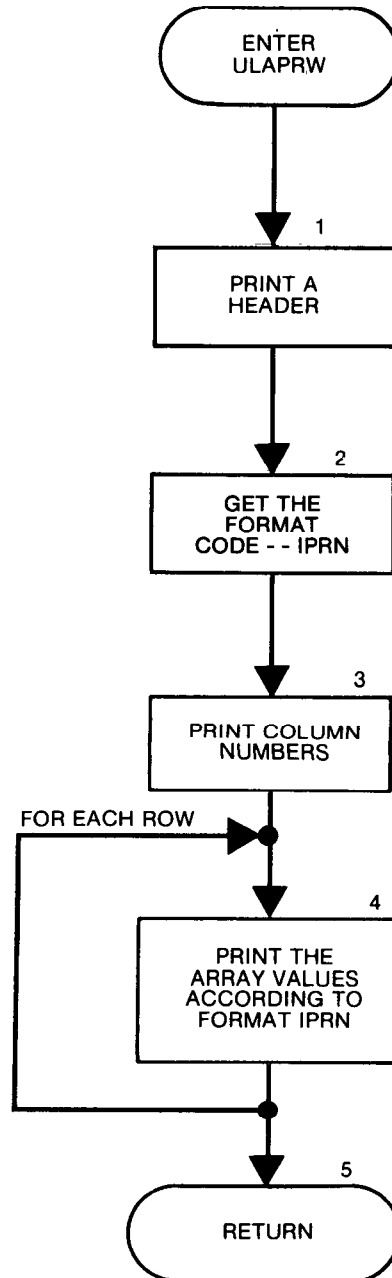 ENTER
ULAPRW
1
PRINT A
HEADER
2
GET THE
FORMAT
CODE -- IPRN
3
PRINT COLUMN
NUMBERS
FOR EACH ROW
4
PRINT THE
ARRAY VALUES
ACCORDING TO
FORMAT IPRN
5
RETURN